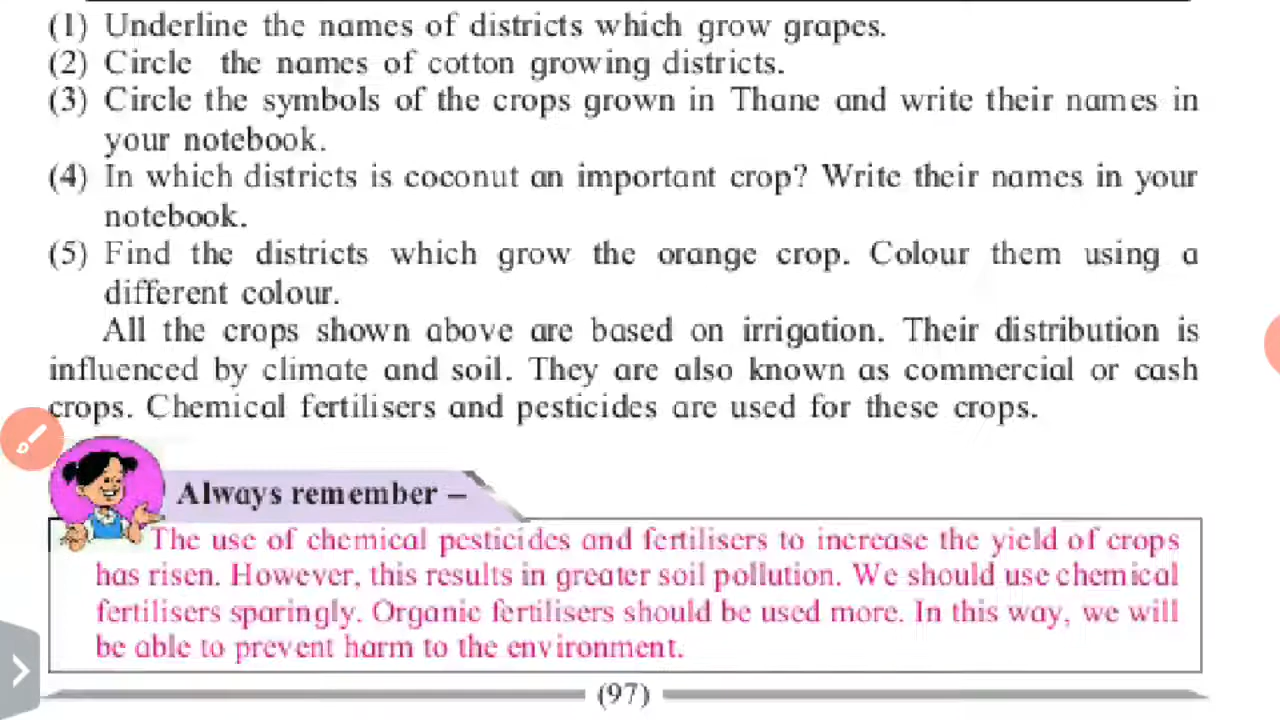 (1) Underline the names of districts which grow grapes.
(2) Circle the names of cotton growing districts.
(3) Circle the symbols of the crops grown in Thane and write their names in
your notebook.
(4) In which districts is coconut an important crop? Write their names in your
notebook.
(5) Find the districts which grow the orange crop. Colour them using a
different colour.
All the crops shown above are based on irrigation. Their distribution is
influenced by climate and soil. They are also known as commercial or cash
crops. Chemical fertilisers and pesticides are used for these crops.
Always remember –
The use of chemical pesticides and fertilisers to increase the yield of crops
has risen. However, this results in greater soil pollution. We should use chemical
fertilisers sparingly. Organic fertilisers should be used more. In this way, we will
be able to prevent harm to the environment.
(97)